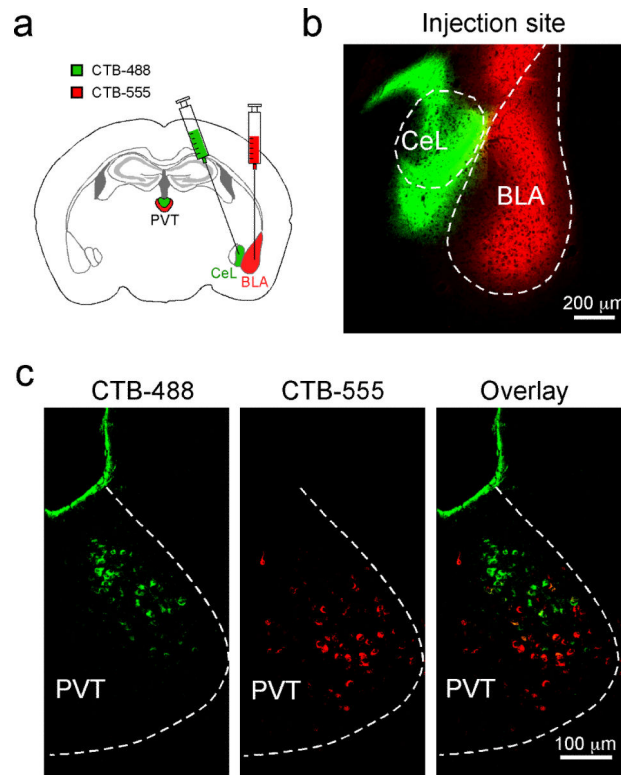 a
CTB-488
CTB-555
PVT
CeL
BLA
b
Injection site
CeL
BLA
200 μm
c
CTB-488
CTB-555
Overlay
PVT
PVT
PVT
100 μm